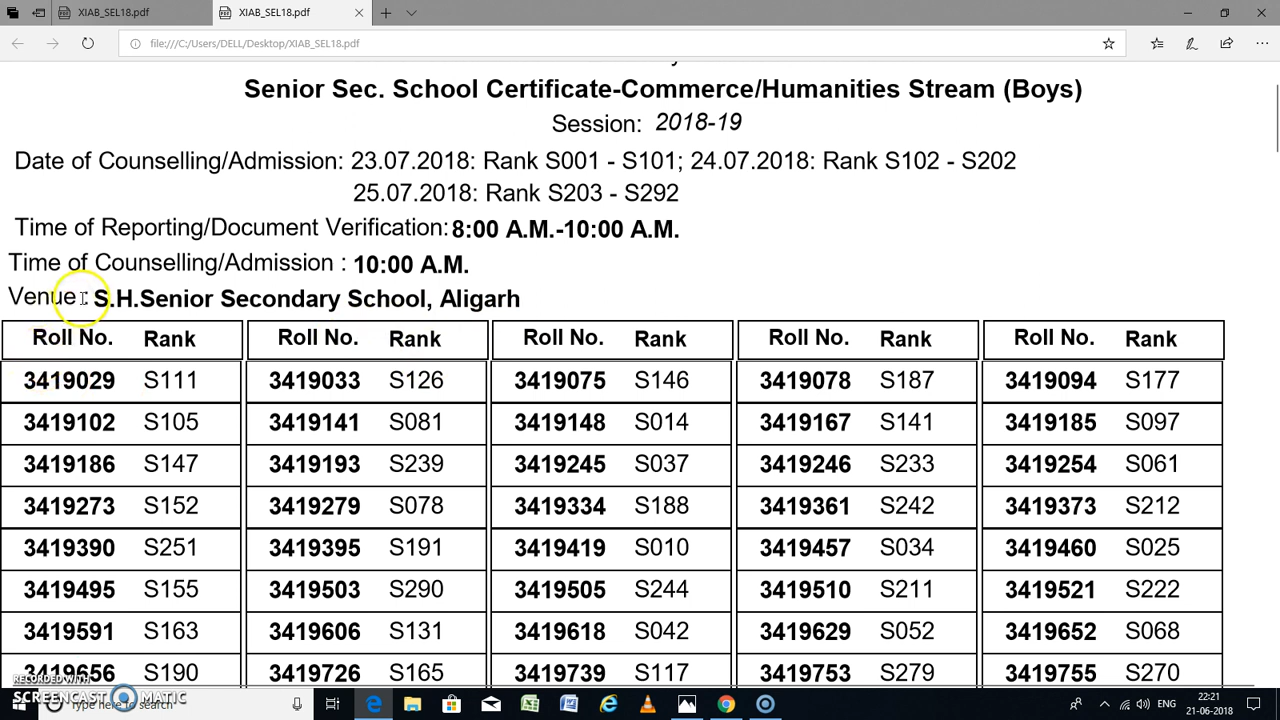 XIAB_SEL18.pdf
XIAB_SEL18.pdf
file:///C:/Users/DELL/Desktop/XIAB_SEL18.pdf
Senior Sec. School Certificate-Commerce/Humanities Stream (Boys)
Session: 2018-19
Date of Counselling/Admission: 23.07.2018: Rank S001 - S101; 24.07.2018: Rank S102 - S202
25.07.2018: Rank S203 - S292
Time of Reporting/Document Verification: 8:00 A.M.-10:00 A.M.
Time of Counselling/Admission : 10:00 A.M.
Venue : S.H.Senior Secondary School, Aligarh
Roll No. Rank Roll No. Rank Roll No. Rank Roll No. Rank Roll No. Rank
3419029 S111 3419033 S126 3419075 S146 3419078 S187 3419094 S177
3419102 S105 3419141 S081 3419148 S014 3419167 S141 3419185 S097
3419186 S147 3419193 S239 3419245 S037 3419246 S233 3419254 S061
3419273 S152 3419279 S078 3419334 S188 3419361 S242 3419373 S212
3419390 S251 3419395 S191 3419419 S010 3419457 S034 3419460 S025
3419495 S155 3419503 S290 3419505 S244 3419510 S211 3419521 S222
3419591 S163 3419606 S131 3419618 S042 3419629 S052 3419652 S068
3419656 S190 3419726 S165 3419739 S117 3419753 S279 3419755 S270
RECORDED WITH
SCREENCAST MATIC
Type here to search
22:21
21-06-2018